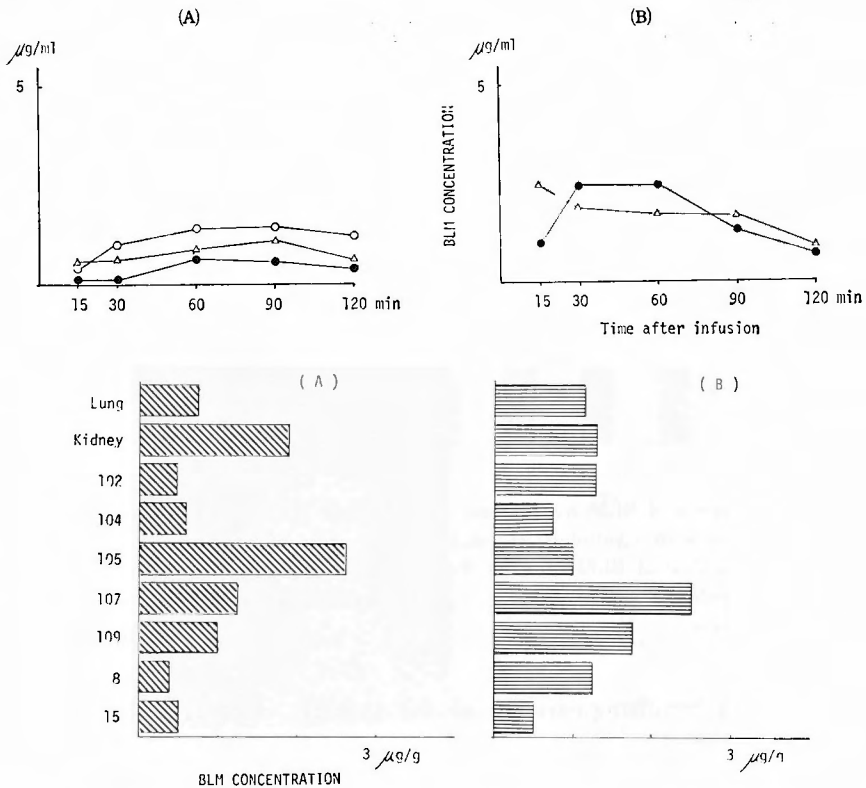 (A)
(B)
µg/ml
µg/ml
5
5
BLM CONCENTRATION
15 30 60 90 120 min
15 30 60 90 120 min
Time after infusion
( A )
( B )
Lung
Kidney
102
104
105
107
109
8
15
3 µg/g
3 µg/g
BLM CONCENTRATION